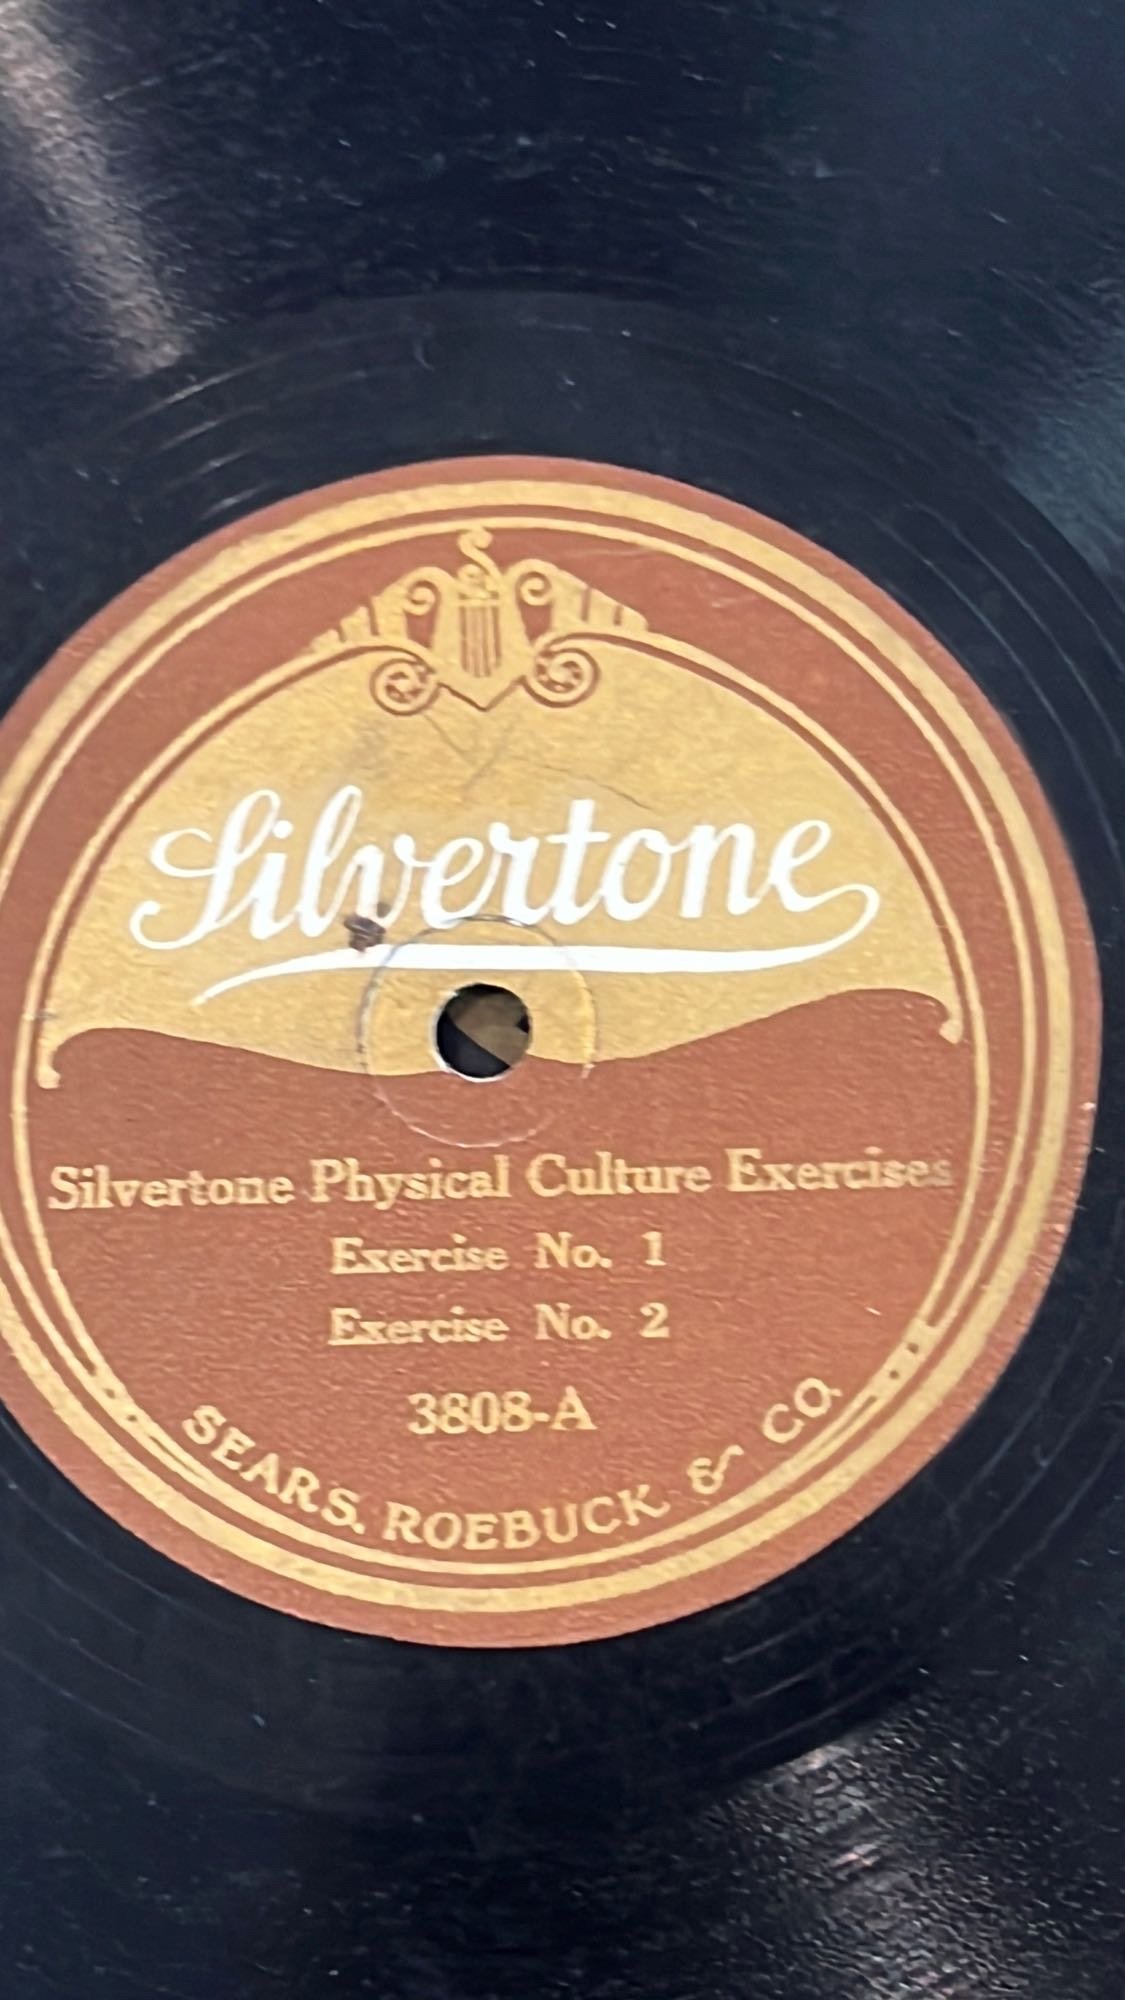 Silvertone
Silvertone Physical Culture Exercises
Exercise No. 1
Exercise No. 2
3808-A
SEARS, ROEBUCK & CO.